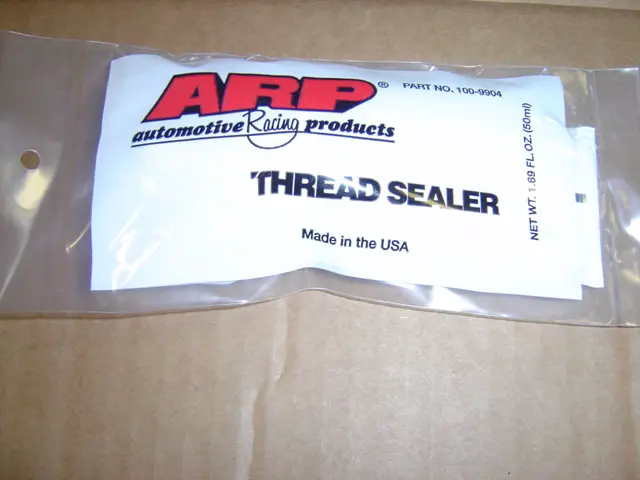 ARP®
PART NO. 100-9904
automotive Racing products
THREAD SEALER
Made in the USA
NET WT. 1.69 FL. OZ. (50ml)